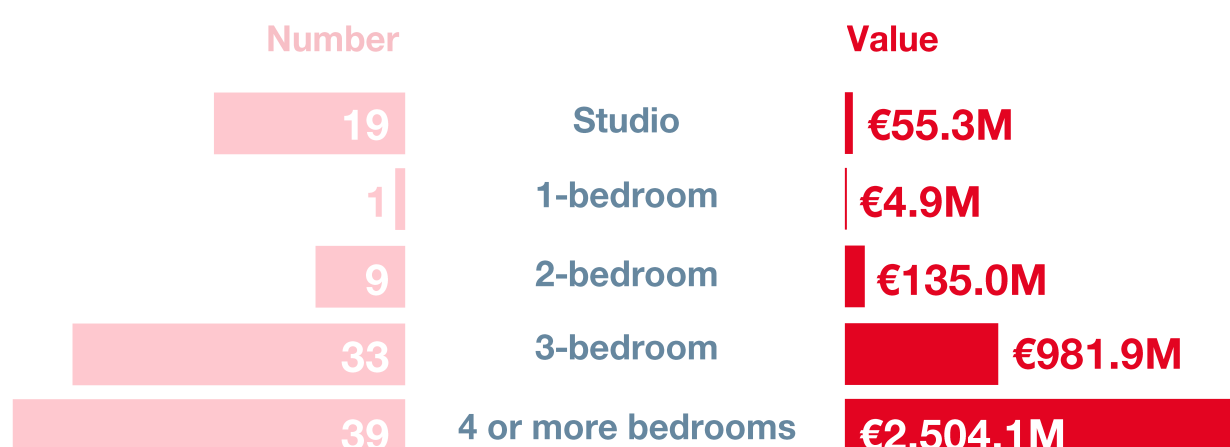 Number Value
19 Studio €55.3M
1 1-bedroom €4.9M
9 2-bedroom €135.0M
33 3-bedroom €981.9M
39 4 or more bedrooms €2,504.1M